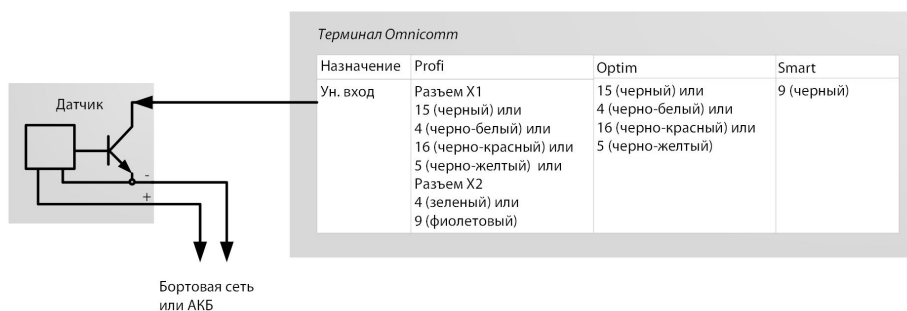 Терминал Omnicomm
Назначение Profi Optim Smart
Ун. вход Разъем X1 15 (черный) или 9 (черный)
15 (черный) или 4 (черно-белый) или
4 (черно-белый) или 16 (черно-красный) или
16 (черно-красный) или 5 (черно-желтый)
5 (черно-желтый) или
Разъем X2
4 (зеленый) или
9 (фиолетовый)
Датчик
-
+
Бортовая сеть
или АКБ